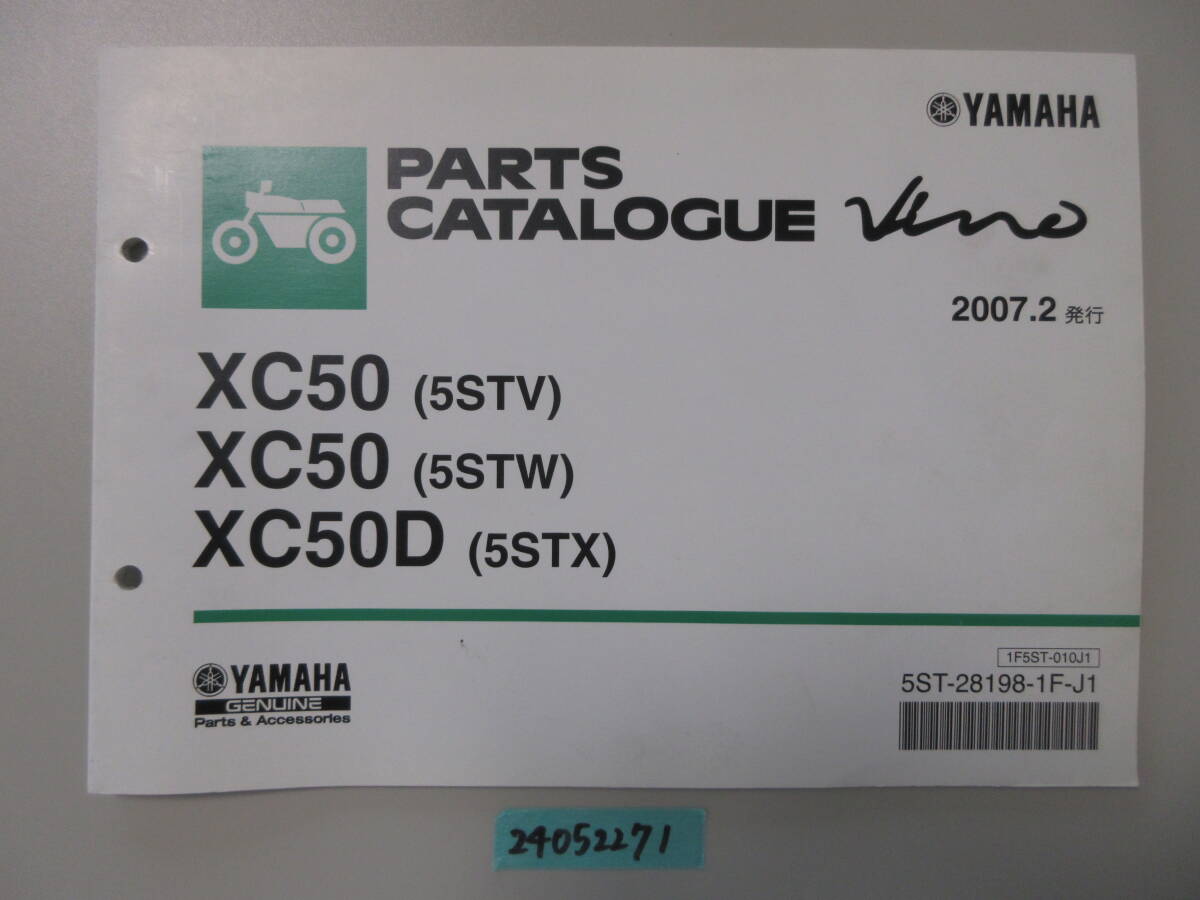 YAMAHA
PARTS
CATALOGUE Vino
2007.2 発行
XC50 (5STV)
XC50 (5STW)
XC50D (5STX)
YAMAHA
GENUINE
Parts & Accessories
1F5ST-010J1
5ST-28198-1F-J1
24052271